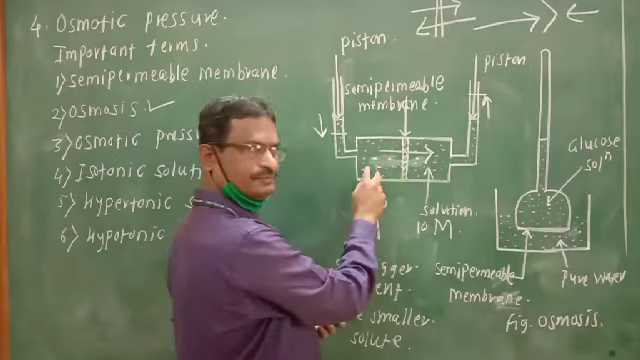 4. Osmotic pressure.
Important terms.
1) Semipermeable membrane.
2) Osmosis. ✓
3) Osmotic press
4) Isotonic solut
5) Hypertonic s
6) Hypotonic
piston.
piston
semipermeable
membrane.
solution
10 M
gger.
ent.
smaller.
solute.
Glucose
solⁿ
semipermeable
membrane.
Pure water
fig. osmosis.